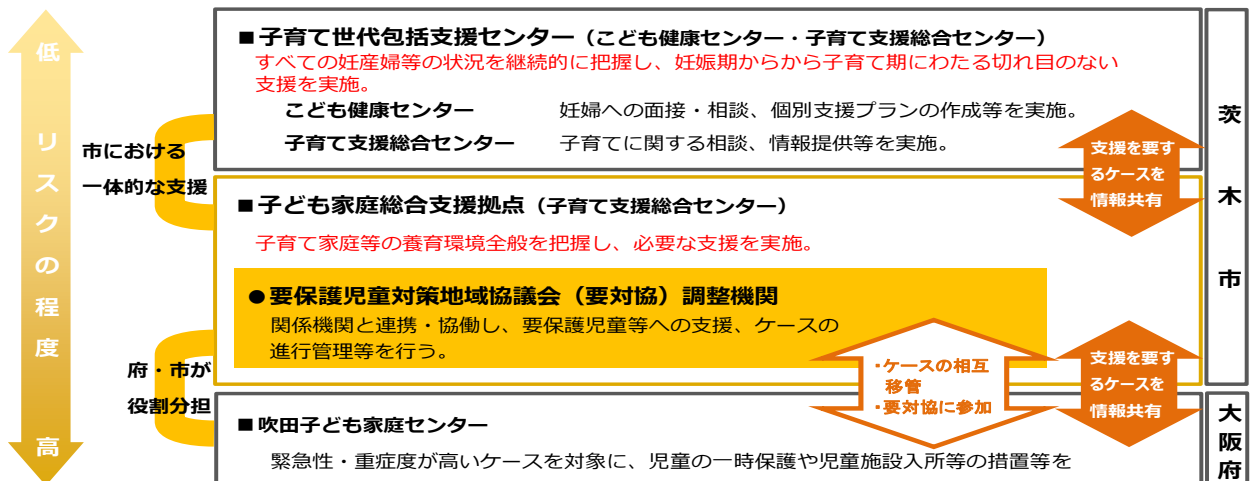 低
リスクの程度
高
市における
一体的な支援
府・市が
役割分担
■子育て世代包括支援センター（こども健康センター・子育て支援総合センター）
すべての妊産婦等の状況を継続的に把握し、妊娠期からから子育て期にわたる切れ目のない
支援を実施。
こども健康センター 妊婦への面接・相談、個別支援プランの作成等を実施。
子育て支援総合センター 子育てに関する相談、情報提供等を実施。
支援を要す
るケースを
情報共有
■子ども家庭総合支援拠点（子育て支援総合センター）
子育て家庭等の養育環境全般を把握し、必要な支援を実施。
●要保護児童対策地域協議会（要対協）調整機関
関係機関と連携・協働し、要保護児童等への支援、ケースの
進行管理等を行う。
・ケースの相互
移管
・要対協に参加
支援を要す
るケースを
情報共有
■吹田子ども家庭センター
緊急性・重症度が高いケースを対象に、児童の一時保護や児童施設入所等の措置等を
茨木市
大阪府